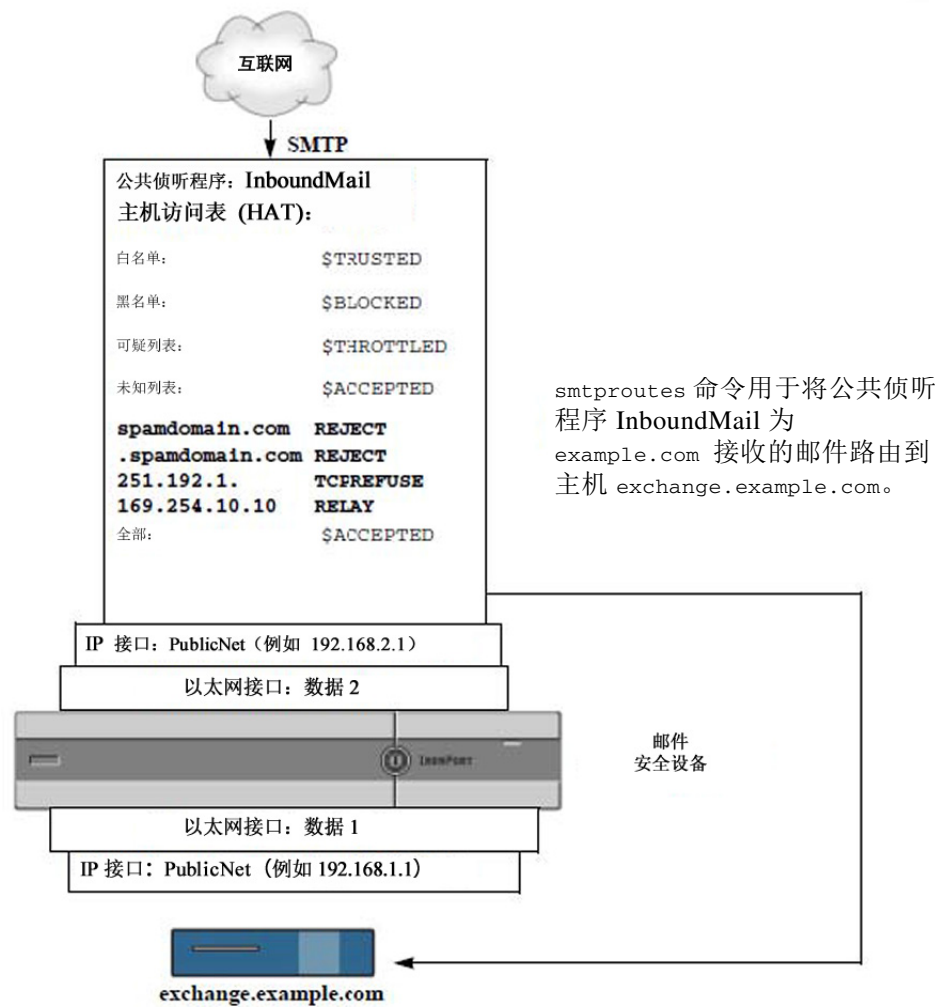 互联网
SMTP
公共侦听程序：InboundMail
主机访问表 (HAT)：
白名单： $TRUSTED
黑名单： $BLOCKED
可疑列表： $THROTTLED
未知列表： $ACCEPTED
spamdomain.com REJECT
.spamdomain.com REJECT
251.192.1. TCPREFUSE
169.254.10.10 RELAY
全部： $ACCEPTED
smtproutes 命令用于将公共侦听
程序 InboundMail 为
example.com 接收的邮件路由到
主机 exchange.example.com。
IP 接口：PublicNet（例如 192.168.2.1）
以太网接口：数据 2
IRONPORT
邮件
安全设备
以太网接口：数据 1
IP 接口：PublicNet（例如 192.168.1.1）
exchange.example.com